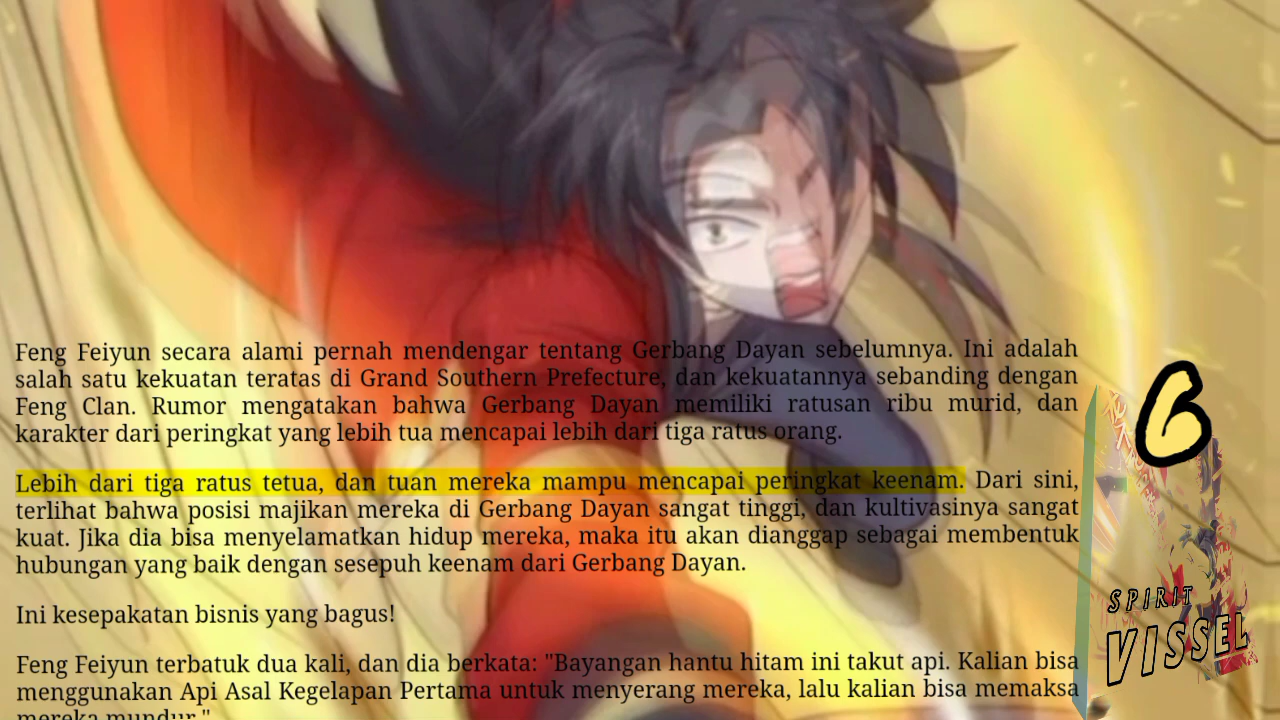 Feng Feiyun secara alami pernah mendengar tentang Gerbang Dayan sebelumnya. Ini adalah
salah satu kekuatan teratas di Grand Southern Prefecture, dan kekuatannya sebanding dengan
Feng Clan. Rumor mengatakan bahwa Gerbang Dayan memiliki ratusan ribu murid, dan
karakter dari peringkat yang lebih tua mencapai lebih dari tiga ratus orang.
Lebih dari tiga ratus tetua, dan tuan mereka mampu mencapai peringkat keenam. Dari sini,
terlihat bahwa posisi majikan mereka di Gerbang Dayan sangat tinggi, dan kultivasinya sangat
kuat. Jika dia bisa menyelamatkan hidup mereka, maka itu akan dianggap sebagai membentuk
hubungan yang baik dengan sesepuh keenam dari Gerbang Dayan.
Ini kesepakatan bisnis yang bagus!
Feng Feiyun terbatuk dua kali, dan dia berkata: "Bayangan hantu hitam ini takut api. Kalian bisa
menggunakan Api Asal Kegelapan Pertama untuk menyerang mereka, lalu kalian bisa memaksa
mereka mundur."
6
SPIRIT
VISSEL